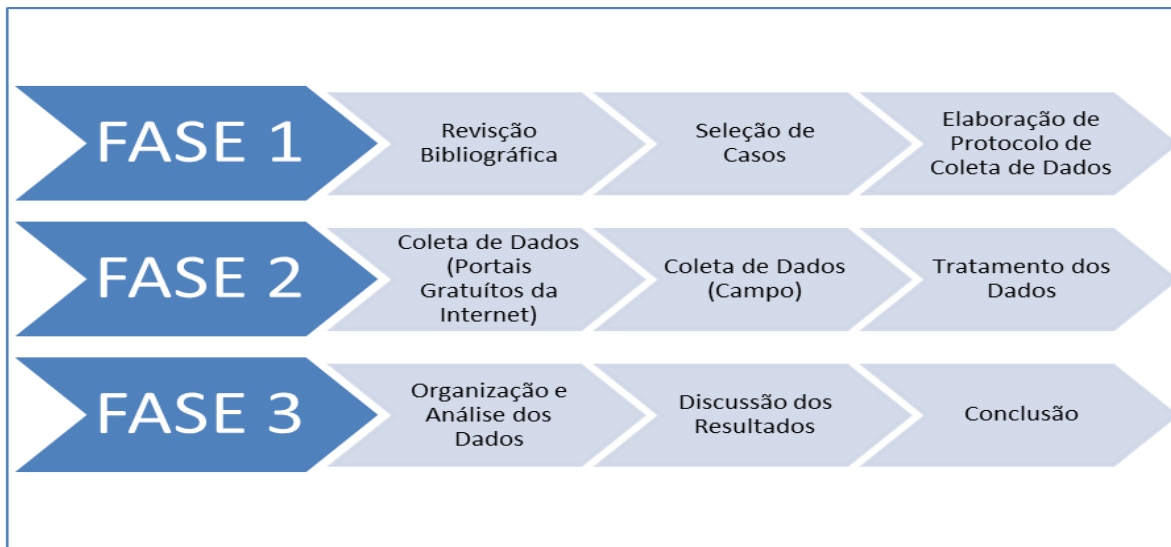 FASE 1
Revisção
Bibliográfica
Seleção de
Casos
Elaboração de
Protocolo de
Coleta de Dados
FASE 2
Coleta de Dados
(Portais
Gratuítos da
Internet)
Coleta de Dados
(Campo)
Tratamento dos
Dados
FASE 3
Organização e
Análise dos
Dados
Discussão dos
Resultados
Conclusão